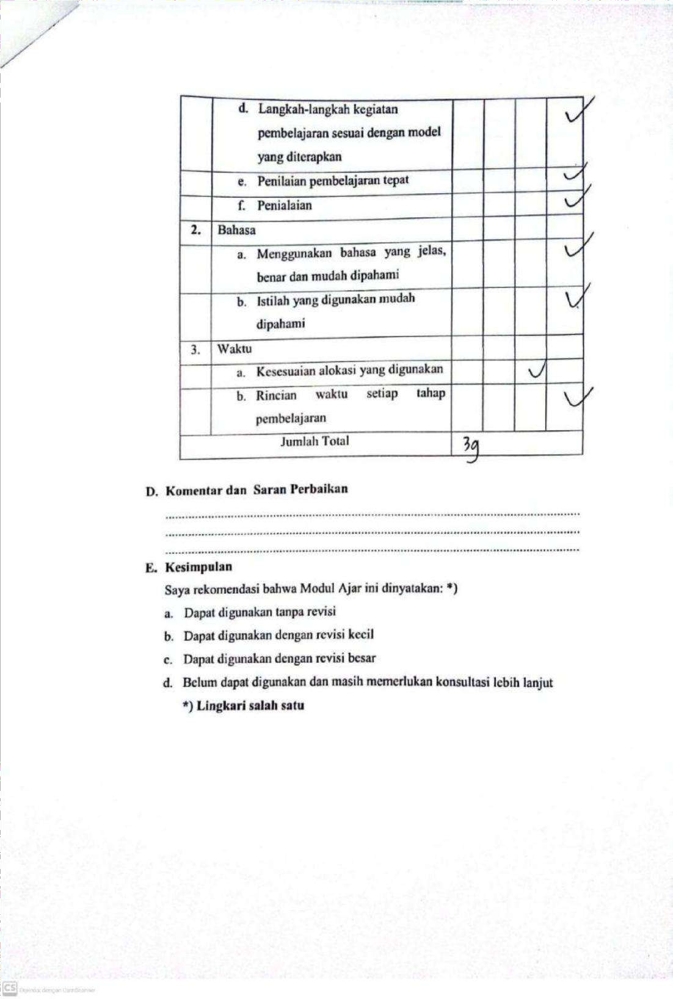 d. Langkah-langkah kegiatan
pembelajaran sesuai dengan model
yang diterapkan
e. Penilaian pembelajaran tepat
f. Penialaian
2. Bahasa
a. Menggunakan bahasa yang jelas,
benar dan mudah dipahami
b. Istilah yang digunakan mudah
dipahami
3. Waktu
a. Kesesuaian alokasi yang digunakan
b. Rincian waktu setiap tahap
pembelajaran
Jumlah Total 39
D. Komentar dan Saran Perbaikan
E. Kesimpulan
Saya rekomendasi bahwa Modul Ajar ini dinyatakan: *)
a. Dapat digunakan tanpa revisi
b. Dapat digunakan dengan revisi kecil
c. Dapat digunakan dengan revisi besar
d. Belum dapat digunakan dan masih memerlukan konsultasi lebih lanjut
*) Lingkari salah satu
CS dengan CamScanner